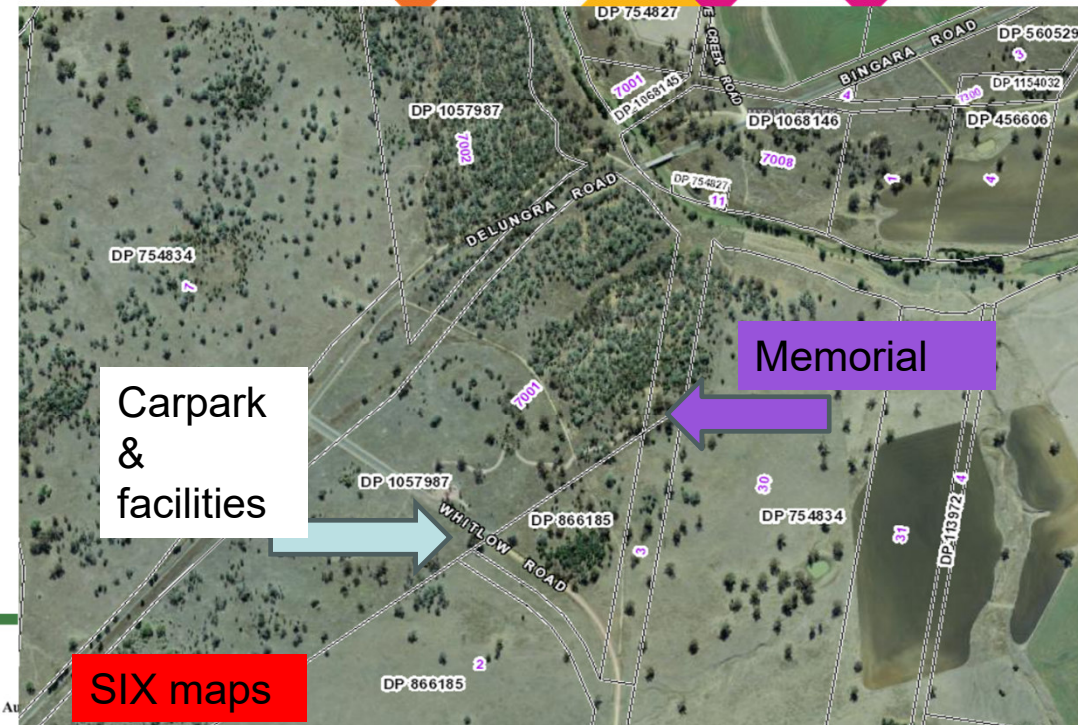 DP 754827
E CREEK ROAD
BINGARA ROAD
DP 560529
3
7001
DP 1068145
4
7300
DP 1154032
DP 1057987
7002
DP 1068146
7008
DP 456606
1
4
DP 754827
11
DELUNGRA ROAD
DP 754834
7
Memorial
Carpark
&
facilities
7001
DP 1057987
WHITLOW ROAD
DP 866185
3
30
DP 754834
31
DP 113972
4
2
DP 866185
SIX maps
Au